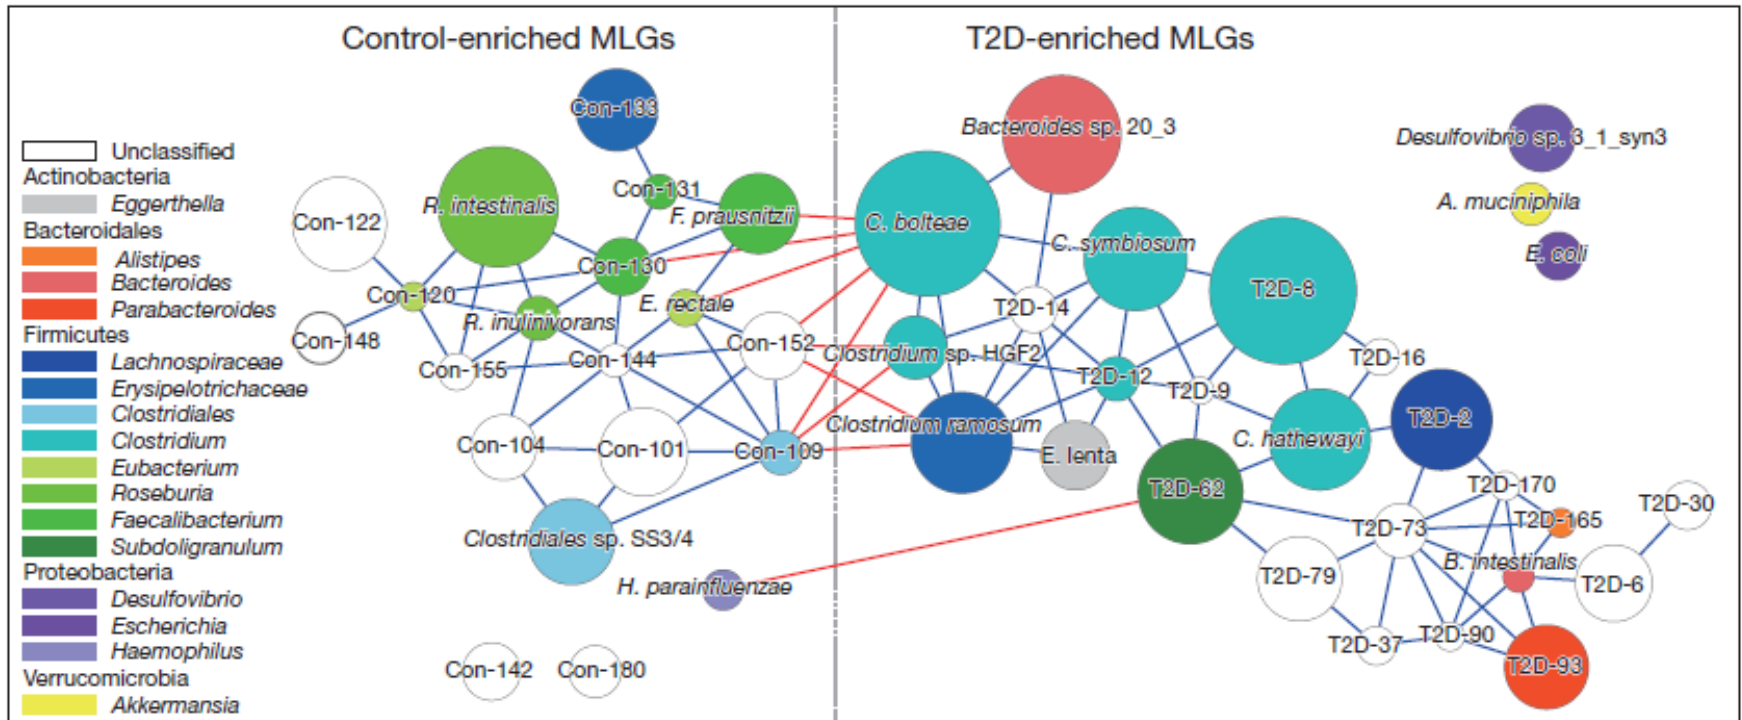 Control-enriched MLGs
T2D-enriched MLGs
Unclassified
Actinobacteria
Eggerthella
Bacteroidales
Alistipes
Bacteroides
Parabacteroides
Firmicutes
Lachnospiraceae
Erysipelotrichaceae
Clostridiales
Clostridium
Eubacterium
Roseburia
Faecalibacterium
Subdoligranulum
Proteobacteria
Desulfovibrio
Escherichia
Haemophilus
Verrucomicrobia
Akkermansia
Con-133
Con-131
R. intestinalis
F. prausnitzii
Con-122
Con-130
Con-120
E. rectale
R. inulinivorans
Con-148
Con-152
Con-144
Con-155
Con-104
Con-101
Con-109
Clostridiales sp. SS3/4
H. parainfluenzae
Con-142
Con-180
Bacteroides sp. 20_3
Desulfovibrio sp. 3_1_syn3
A. muciniphila
E. coli
C. bolteae
C. symbiosum
T2D-8
T2D-14
Clostridium sp. HGF2
T2D-16
T2D-12
T2D-9
Clostridium ramosum
C. hathewayi
T2D-2
E. lenta
T2D-62
T2D-170
T2D-30
T2D-165
T2D-73
B. intestinalis
T2D-79
T2D-6
T2D-37
T2D-90
T2D-93